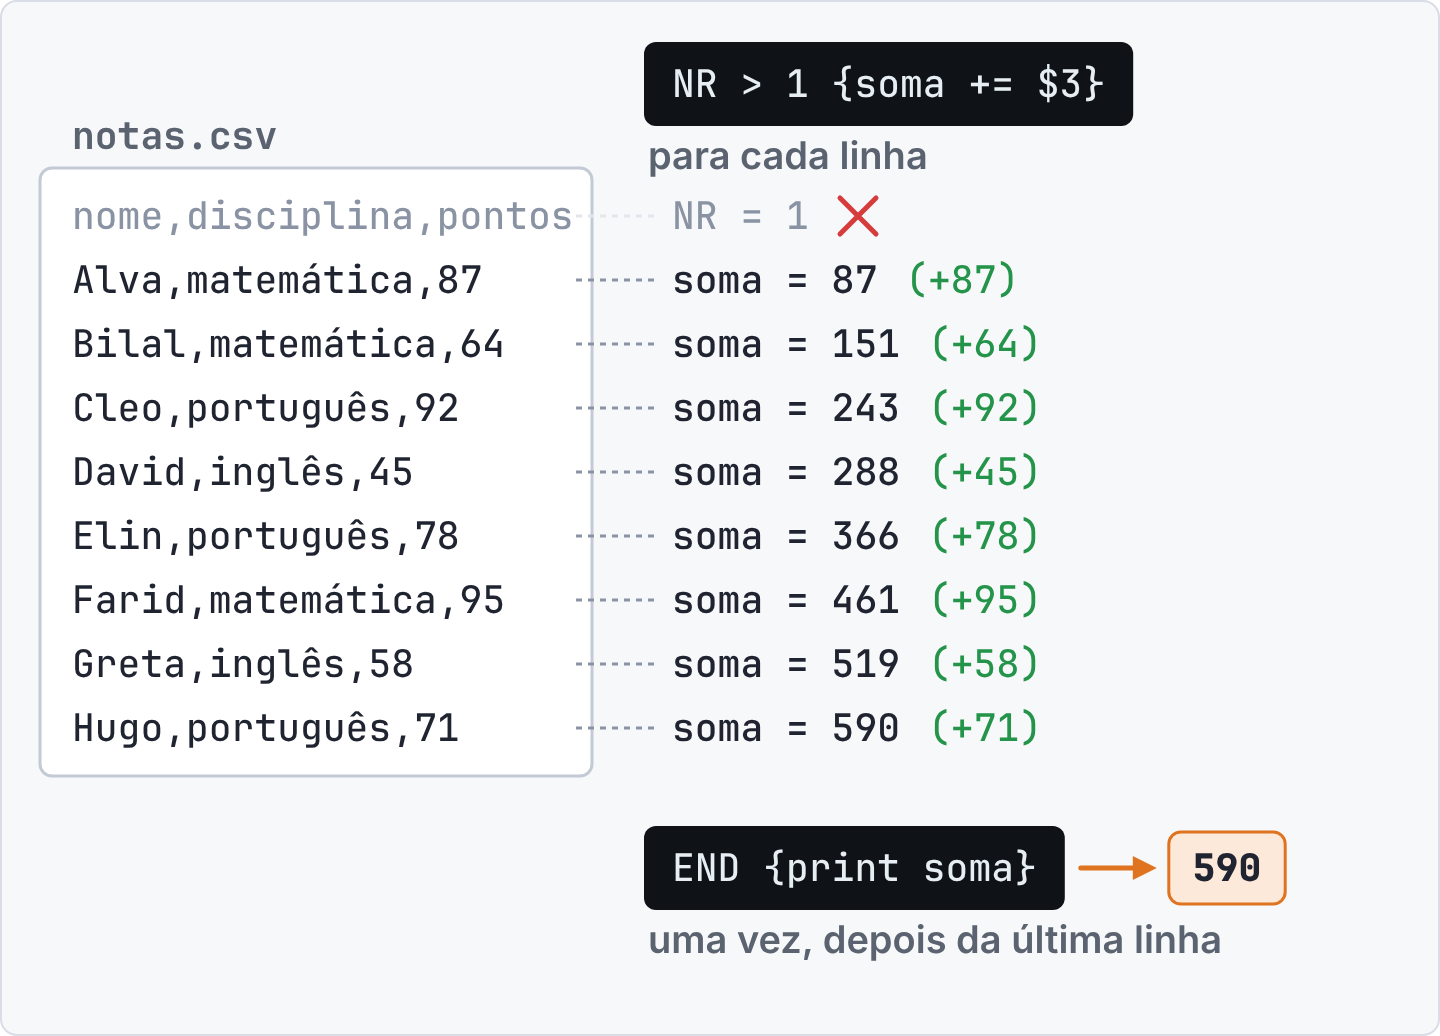 NR > 1 {soma += $3}
para cada linha
notas.csv
nome,disciplina,pontos NR = 1
Alva,matemática,87 soma = 87 (+87)
Bilal,matemática,64 soma = 151 (+64)
Cleo,português,92 soma = 243 (+92)
David,inglês,45 soma = 288 (+45)
Elin,português,78 soma = 366 (+78)
Farid,matemática,95 soma = 461 (+95)
Greta,inglês,58 soma = 519 (+58)
Hugo,português,71 soma = 590 (+71)
END {print soma} 590
uma vez, depois da última linha